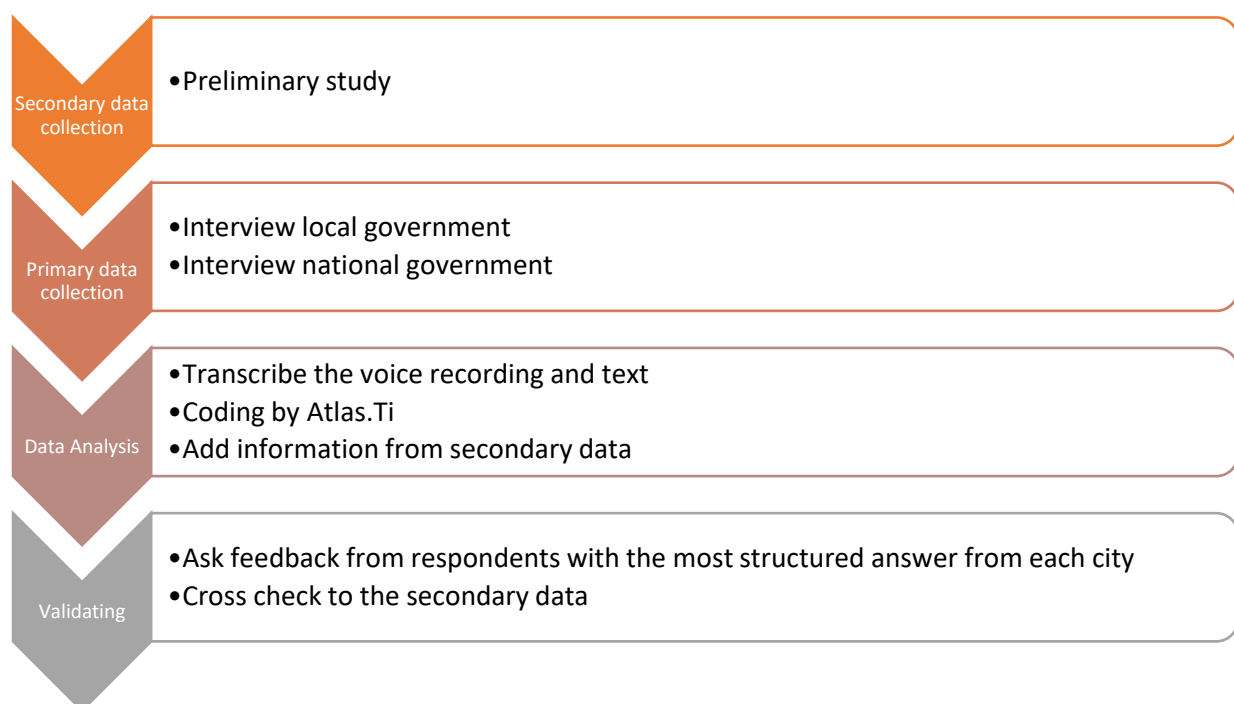 Secondary data
collection
•Preliminary study
Primary data
collection
•Interview local government
•Interview national government
Data Analysis
•Transcribe the voice recording and text
•Coding by Atlas.Ti
•Add information from secondary data
Validating
•Ask feedback from respondents with the most structured answer from each city
•Cross check to the secondary data